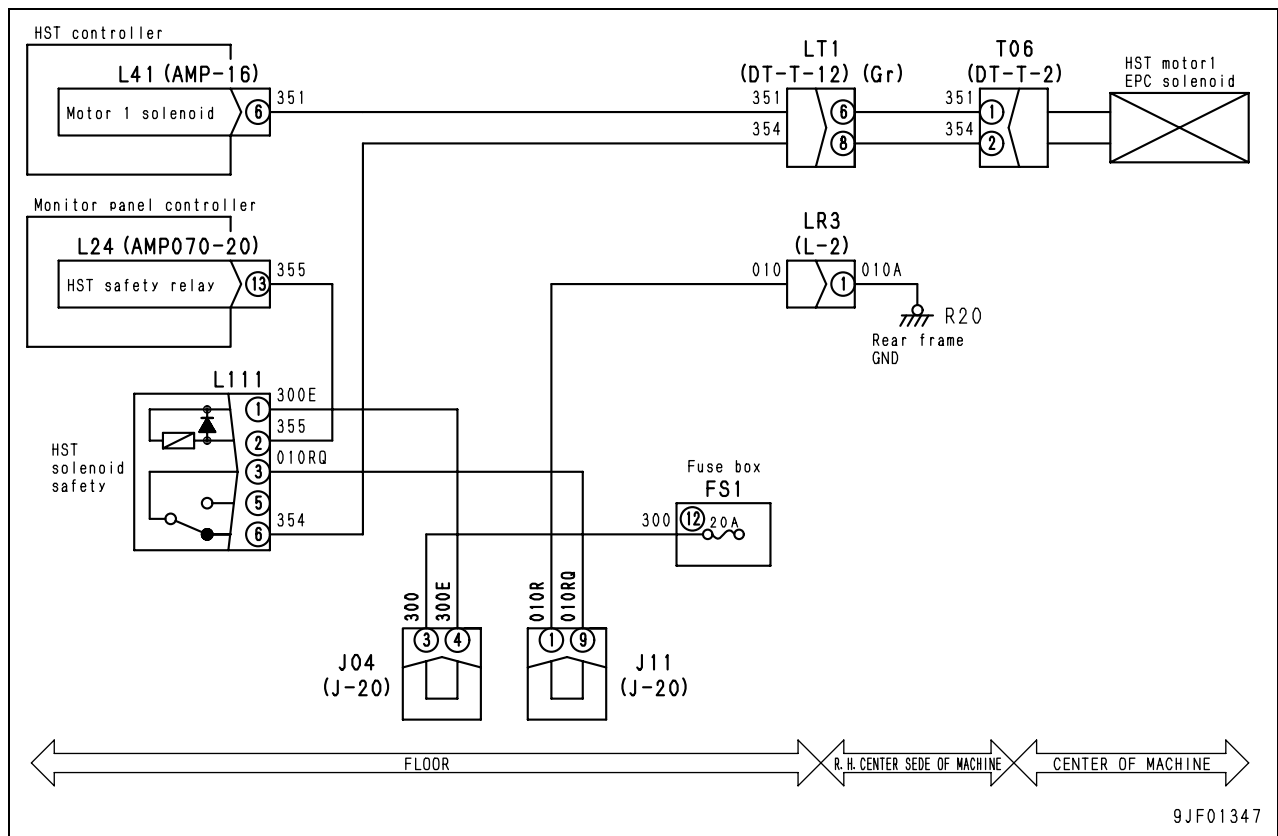 HST controller
L41 (AMP-16)
Motor 1 solenoid
6
351
351
354
LT1
(DT-T-12) (Gr)
6
8
351
354
T06
(DT-T-2)
1
2
HST motor1
EPC solenoid
Monitor panel controller
L24 (AMP070-20)
HST safety relay
13
355
LR3
(L-2)
010
1
010A
R20
Rear frame
GND
L111
HST
solenoid
safety
1
300E
2
355
3
010RQ
5
6
354
Fuse box
FS1
300
12
20A
300
300E
3
4
J04
(J-20)
010R
010RQ
1
9
J11
(J-20)
FLOOR
R.H.CENTER SEDE OF MACHINE
CENTER OF MACHINE
9JF01347